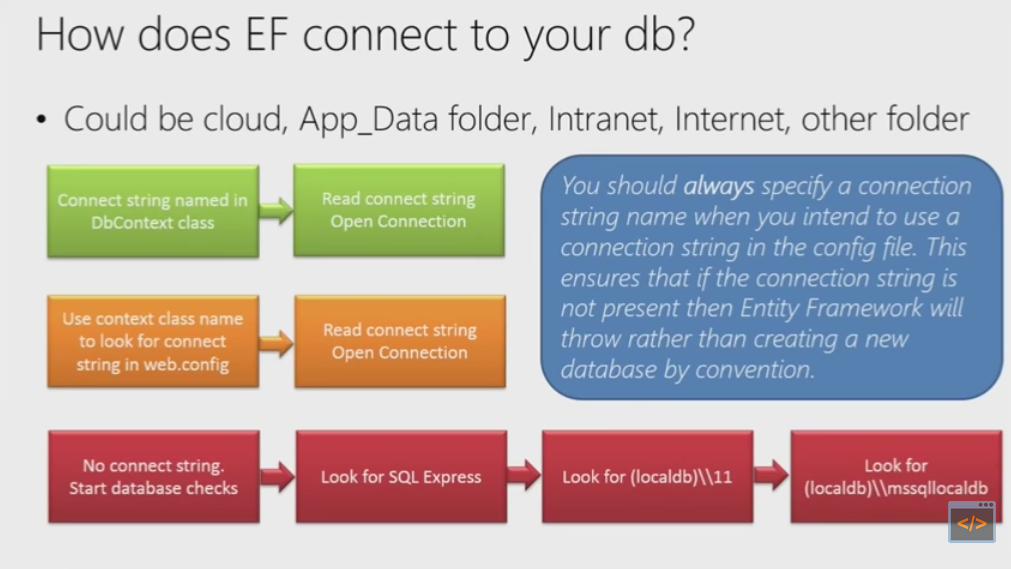 How does EF connect to your db?
• Could be cloud, App_Data folder, Intranet, Internet, other folder
Connect string named in
DbContext class
Read connect string
Open Connection
You should always specify a connection
string name when you intend to use a
connection string in the config file. This
ensures that if the connection string is
not present then Entity Framework will
throw rather than creating a new
database by convention.
Use context class name
to look for connect
string in web.config
Read connect string
Open Connection
No connect string.
Start database checks
Look for SQL Express
Look for (localdb)\\11
Look for
(localdb)\\mssqllocaldb
</>